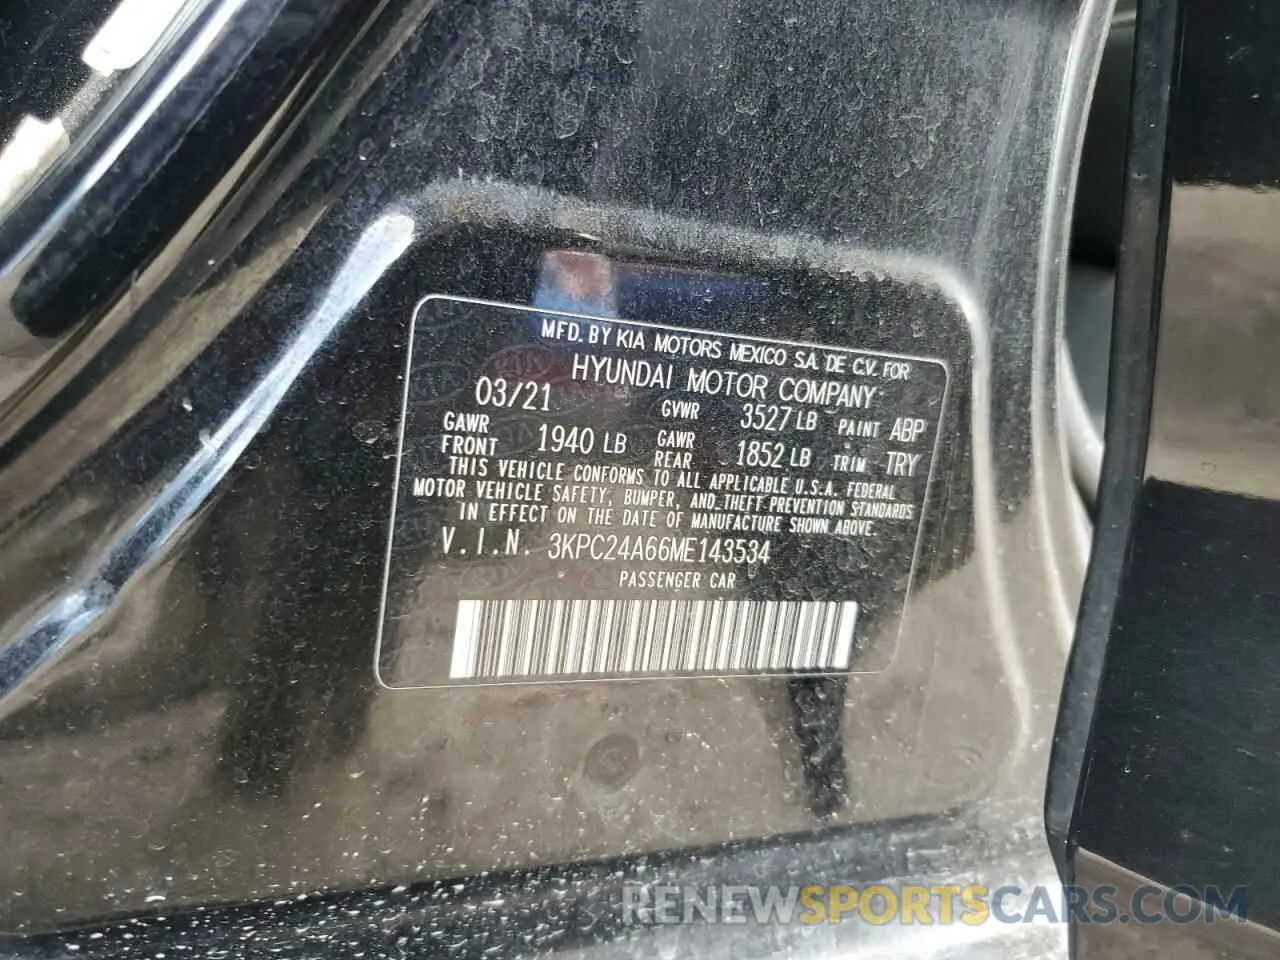 MFD. BY KIA MOTORS MEXICO S.A. DE C.V. FOR
HYUNDAI MOTOR COMPANY
03/21 GVWR 3527 LB PAINT ABP
GAWR FRONT 1940 LB GAWR REAR 1852 LB TRIM TRY
THIS VEHICLE CONFORMS TO ALL APPLICABLE U.S.A. FEDERAL
MOTOR VEHICLE SAFETY, BUMPER, AND THEFT PREVENTION STANDARDS
IN EFFECT ON THE DATE OF MANUFACTURE SHOWN ABOVE.
V.I.N. 3KPC24A66ME143534
PASSENGER CAR
RENEWSPORTSCARS.COM